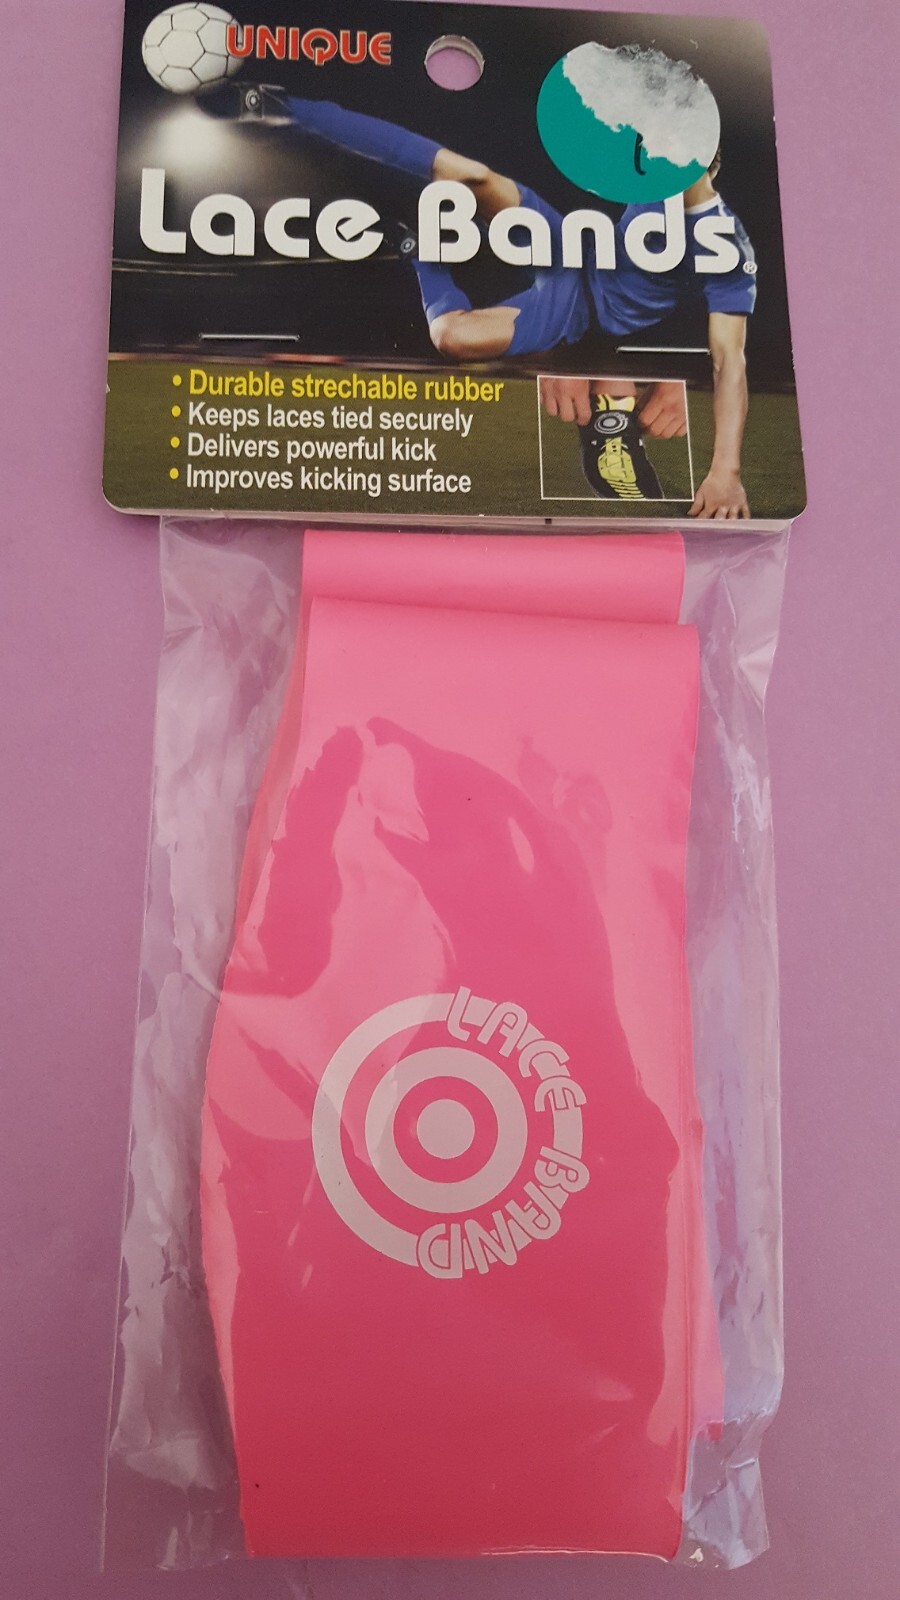 UNIQUE
Lace Bands®
• Durable strechable rubber
• Keeps laces tied securely
• Delivers powerful kick
• Improves kicking surface
LACE BAND